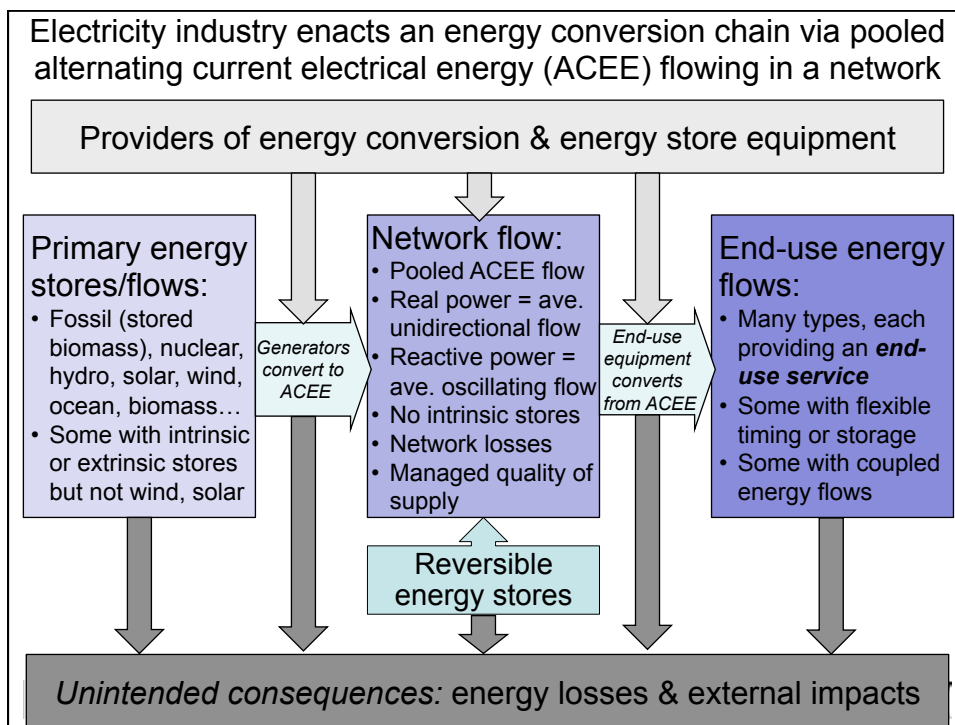 Electricity industry enacts an energy conversion chain via pooled
alternating current electrical energy (ACEE) flowing in a network
Providers of energy conversion & energy store equipment
Primary energy
stores/flows:
• Fossil (stored
biomass), nuclear,
hydro, solar, wind,
ocean, biomass…
• Some with intrinsic
or extrinsic stores
but not wind, solar
Generators
convert to
ACEE
Network flow:
• Pooled ACEE flow
• Real power = ave.
unidirectional flow
• Reactive power =
ave. oscillating flow
• No intrinsic stores
• Network losses
• Managed quality of
supply
End-use
equipment
converts
from ACEE
End-use energy
flows:
• Many types, each
providing an end-
use service
• Some with flexible
timing or storage
• Some with coupled
energy flows
Reversible
energy stores
Unintended consequences: energy losses & external impacts